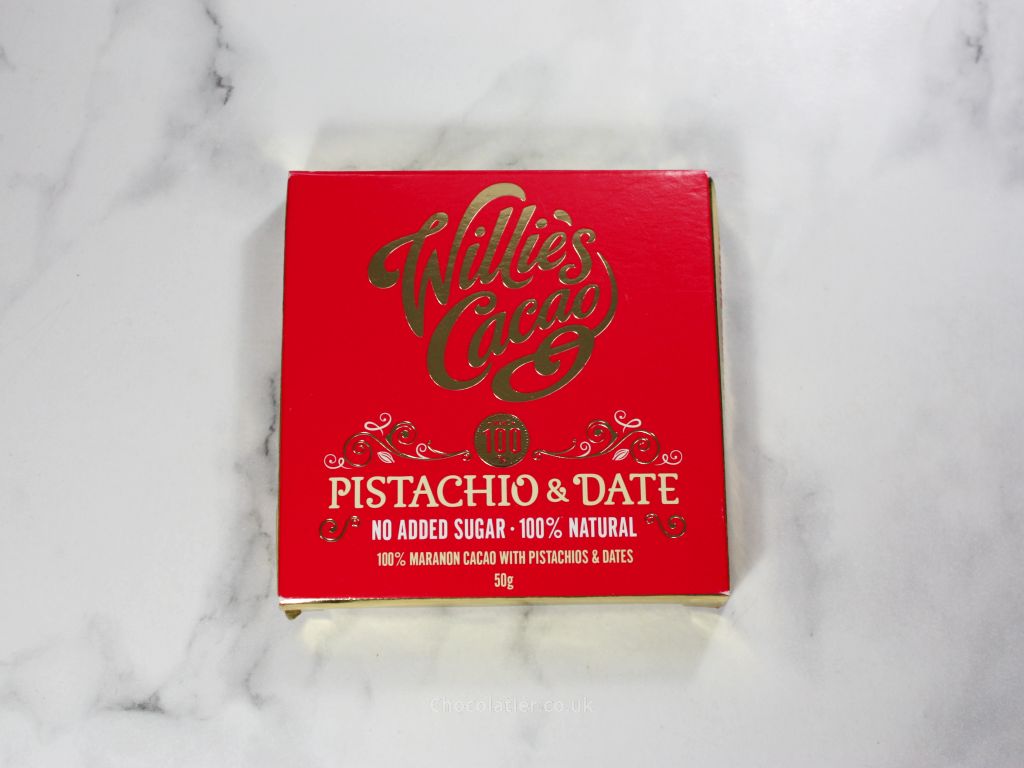 Willie's
Cacao
100
PISTACHIO & DATE
NO ADDED SUGAR · 100% NATURAL
100% MARANON CACAO WITH PISTACHIOS & DATES
50g
Chocolatier.co.uk